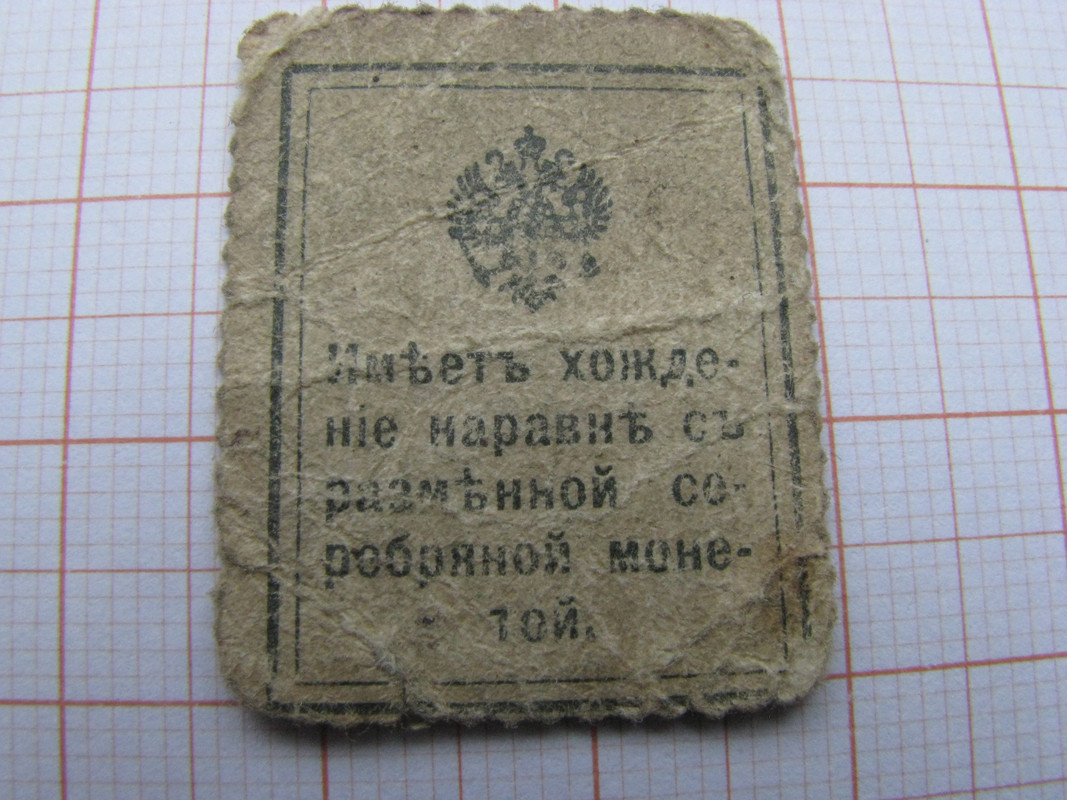 Имѣетъ хожде-
ніе наравнѣ съ
размѣнной се-
ребряной моне-
той.